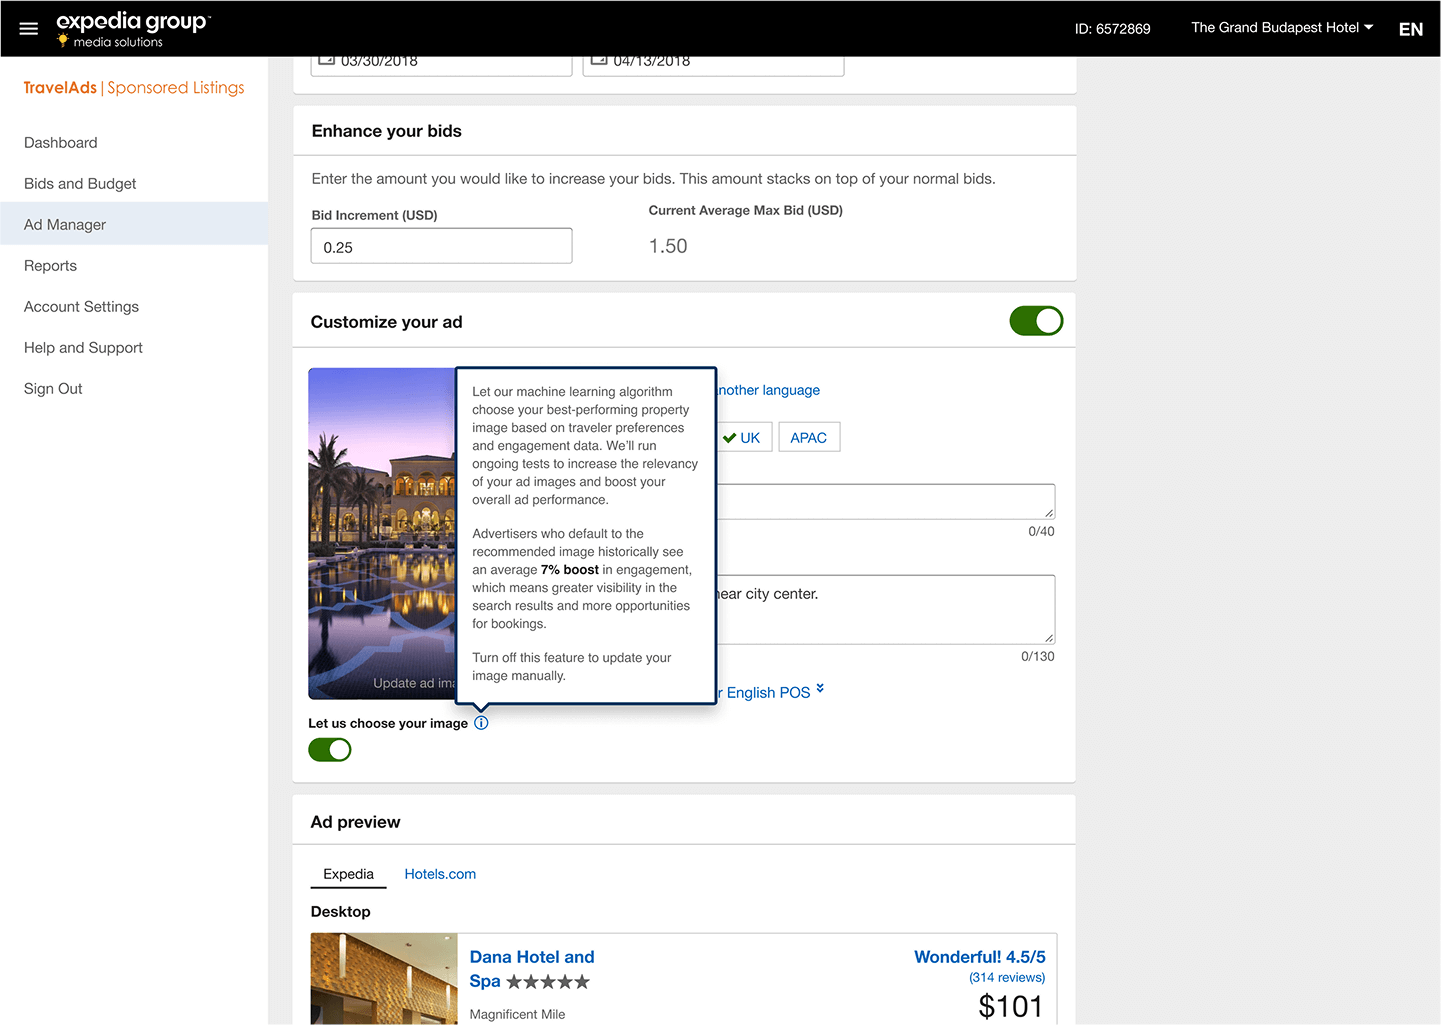 expedia group™
media solutions
ID: 6572869
The Grand Budapest Hotel
EN
TravelAds | Sponsored Listings
Dashboard
Bids and Budget
Ad Manager
Reports
Account Settings
Help and Support
Sign Out
03/30/2018
04/13/2018
Enhance your bids
Enter the amount you would like to increase your bids. This amount stacks on top of your normal bids.
Bid Increment (USD)
0.25
Current Average Max Bid (USD)
1.50
Customize your ad
Let our machine learning algorithm
choose your best-performing property
image based on traveler preferences
and engagement data. We'll run
ongoing tests to increase the relevancy
of your ad images and boost your
overall ad performance.
Advertisers who default to the
recommended image historically see
an average 7% boost in engagement,
which means greater visibility in the
search results and more opportunities
for bookings.
Turn off this feature to update your
image manually.
another language
UK
APAC
0/40
near city center.
0/130
English POS
Update ad
Let us choose your image
Ad preview
Expedia
Hotels.com
Desktop
Dana Hotel and
Spa
Magnificent Mile
Wonderful! 4.5/5
(314 reviews)
$101